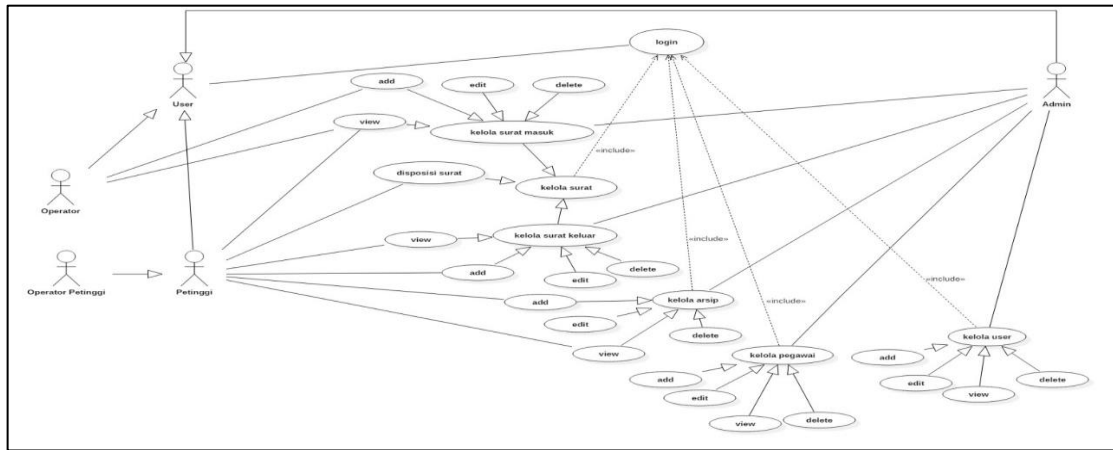 login
User
Admin
add
edit
delete
view
kelola surat masuk
«include»
disposisi surat
kelola surat
Operator
view
kelola surat keluar
«include»
add
edit
delete
Operator Petinggi
Petinggi
«include»
«include»
add
kelola arsip
edit
delete
view
kelola pegawai
kelola user
add
edit
view
delete
add
edit
view
delete